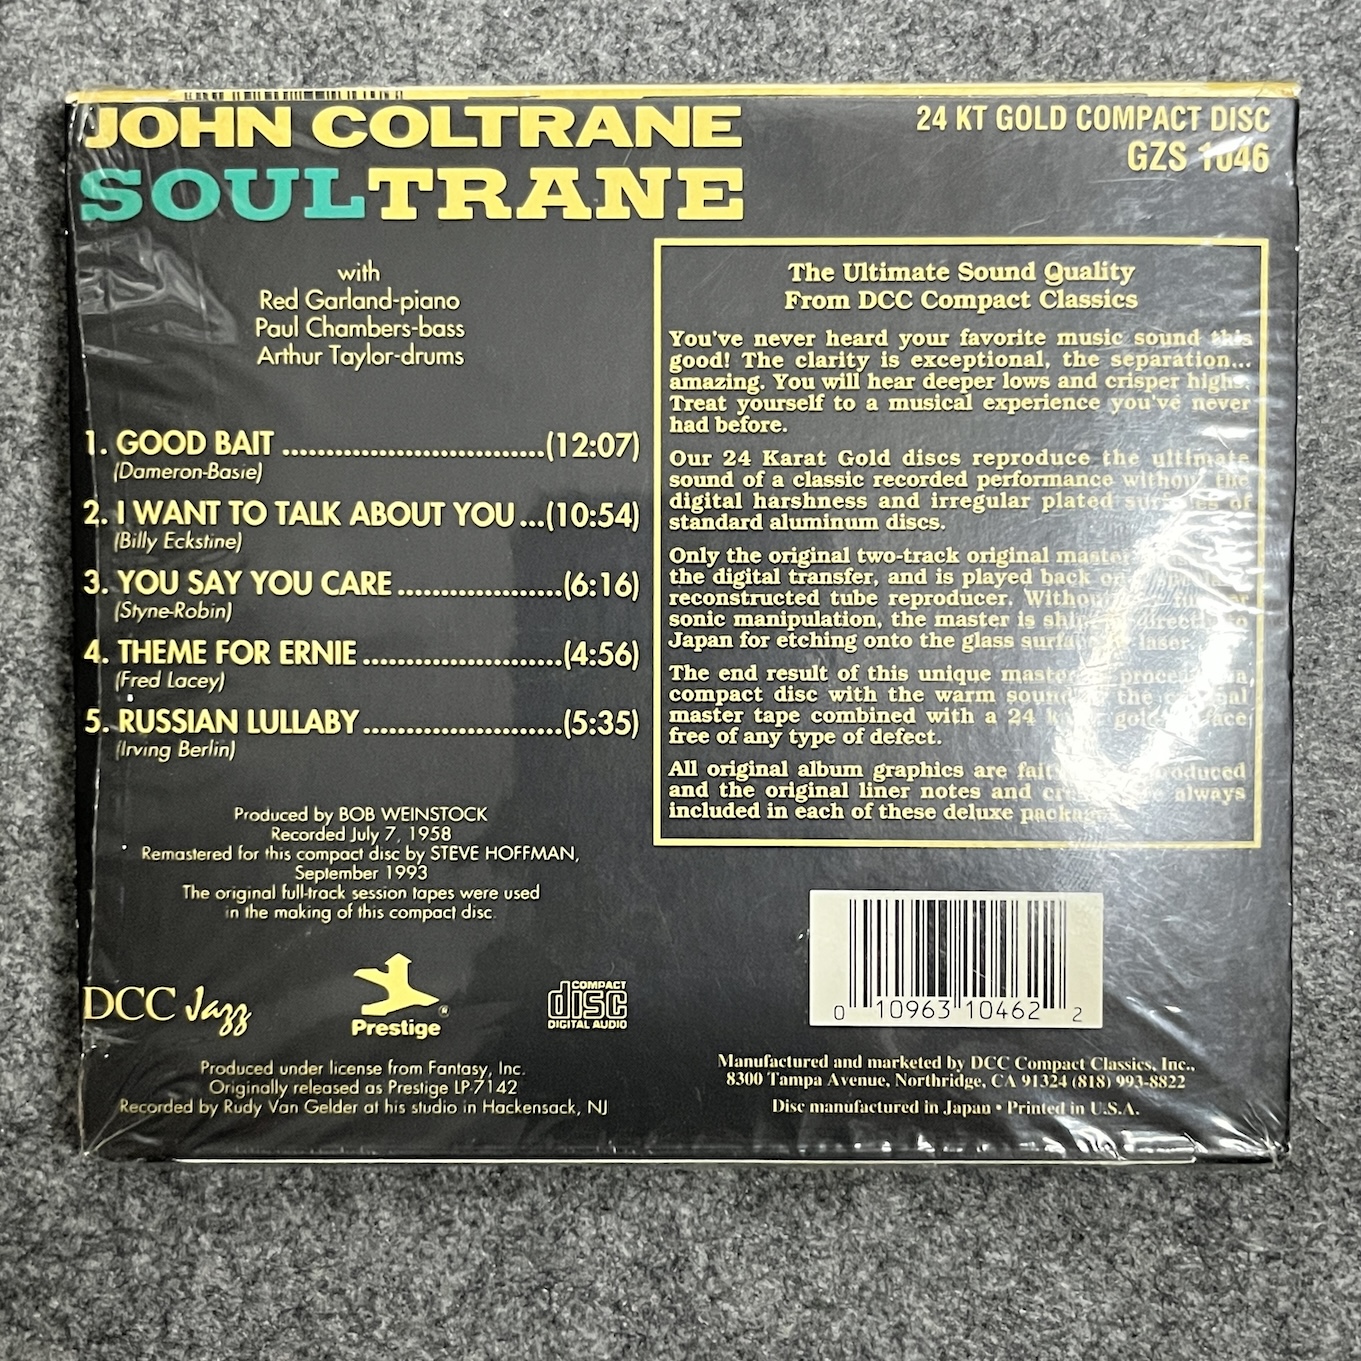 JOHN COLTRANE
SOULTRANE
24 KT GOLD COMPACT DISC
GZS 1046
with
Red Garland-piano
Paul Chambers-bass
Arthur Taylor-drums
1. GOOD BAIT ..............................(12:07)
(Dameron-Basie)
2. I WANT TO TALK ABOUT YOU ...(10:54)
(Billy Eckstine)
3. YOU SAY YOU CARE ...................(6:16)
(Styne-Robin)
4. THEME FOR ERNIE .......................(4:56)
(Fred Lacey)
5. RUSSIAN LULLABY .......................(5:35)
(Irving Berlin)
Produced by BOB WEINSTOCK
Recorded July 7, 1958
Remastered for this compact disc by STEVE HOFFMAN,
September 1993
The original full-track session tapes were used
in the making of this compact disc.
DCC Jazz
Prestige ®
COMPACT
disc
DIGITAL AUDIO
Produced under license from Fantasy, Inc.
Originally released as Prestige LP-7142
Recorded by Rudy Van Gelder at his studio in Hackensack, NJ
The Ultimate Sound Quality
From DCC Compact Classics
You've never heard your favorite music sound this
good! The clarity is exceptional, the separation...
amazing. You will hear deeper lows and crisper highs.
Treat yourself to a musical experience you've never
had before.
Our 24 Karat Gold discs reproduce the ultimate
sound of a classic recorded performance without the
digital harshness and irregular plated surfaces of
standard aluminum discs.
Only the original two-track original
the digital transfer, and is played back on
reconstructed tube reproducer. Without
sonic manipulation, the master is directly to
Japan for etching onto the glass laser.
The end result of this unique
compact disc with the warm sound the original
master tape combined with a 24
free of any type of defect.
All original album graphics are
and the original liner notes and always
included in each of these deluxe
0 10963 10462 2
Manufactured and marketed by DCC Compact Classics, Inc.,
8300 Tampa Avenue, Northridge, CA 91324 (818) 993-8822
Disc manufactured in Japan • Printed in U.S.A.